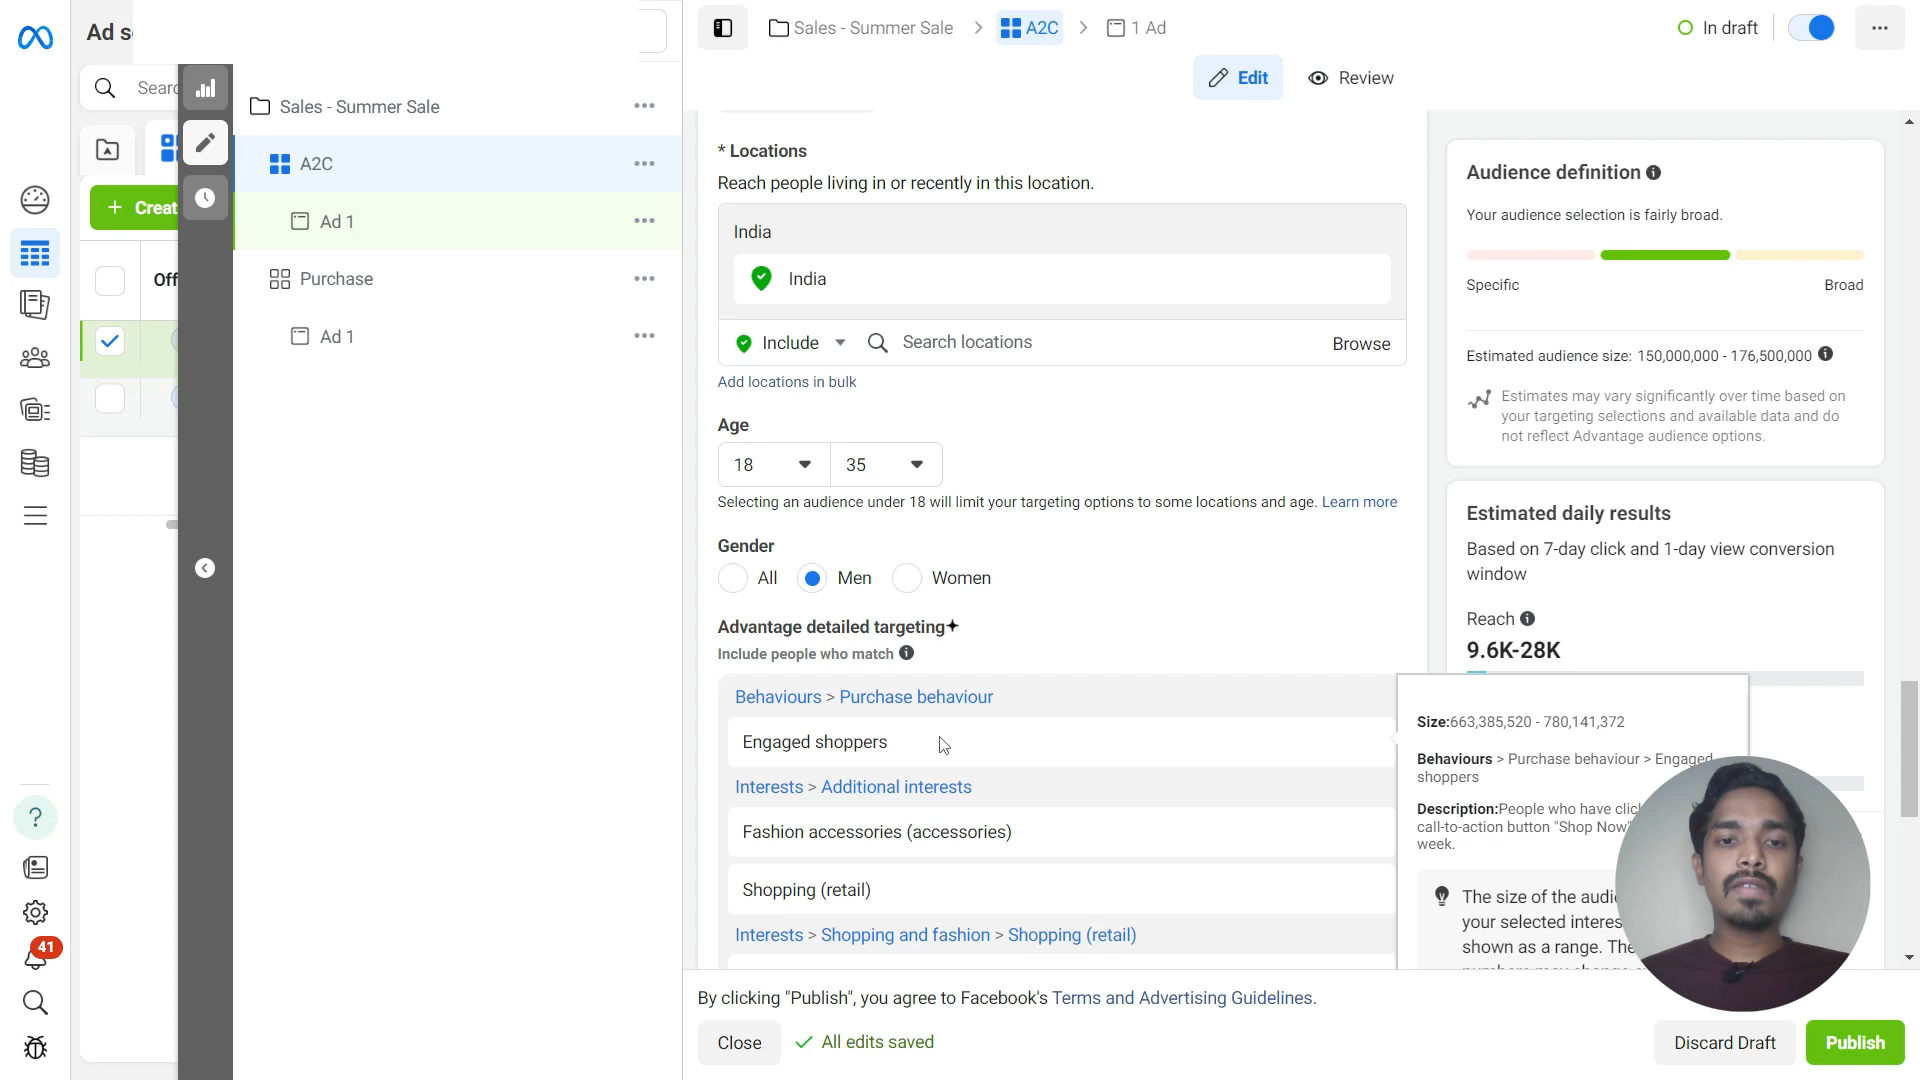 Ad s
Sales - Summer Sale
A2C
1 Ad
In draft
Edit
Review
Sear
Creat
Off
Sales - Summer Sale
A2C
Ad 1
Purchase
Ad 1
* Locations
Reach people living in or recently in this location.
India
India
Include
Search locations
Browse
Add locations in bulk
Age
18
35
Selecting an audience under 18 will limit your targeting options to some locations and age. Learn more
Gender
All
Men
Women
Advantage detailed targeting+
Include people who match
Behaviours > Purchase behaviour
Engaged shoppers
Interests > Additional interests
Fashion accessories (accessories)
Shopping (retail)
Interests > Shopping and fashion > Shopping (retail)
Audience definition
Your audience selection is fairly broad.
Specific
Broad
Estimated audience size: 150,000,000 - 176,500,000
Estimates may vary significantly over time based on
your targeting selections and available data and do
not reflect Advantage audience options.
Estimated daily results
Based on 7-day click and 1-day view conversion
window
Reach
9.6K-28K
Size:663,385,520 - 780,141,372
Behaviours > Purchase behaviour > Engaged
shoppers
Description:People who have clic
call-to-action button "Shop Now"
week.
The size of the audi
your selected interes
shown as a range. The
41
By clicking "Publish", you agree to Facebook's Terms and Advertising Guidelines.
Close
All edits saved
Discard Draft
Publish